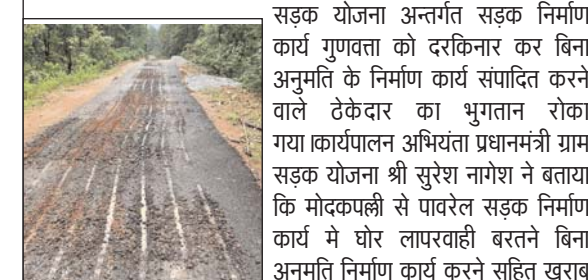 सड़क योजना अन्तर्गत सड़क निर्माण
कार्य गुणवत्ता को दरकिनार कर बिना
अनुमति के निर्माण कार्य संपादित करने
वाले ठेकेदार का भुगतान रोका
गया।कार्यपालन अभियंता प्रधानमंत्री ग्राम
सड़क योजना श्री सुरेश नागेश ने बताया
कि मोदकपल्ली से पावरेल सड़क निर्माण
कार्य मे घोर लापरवाही बरतने बिना
अनुमति निर्माण कार्य करने सहित खराब